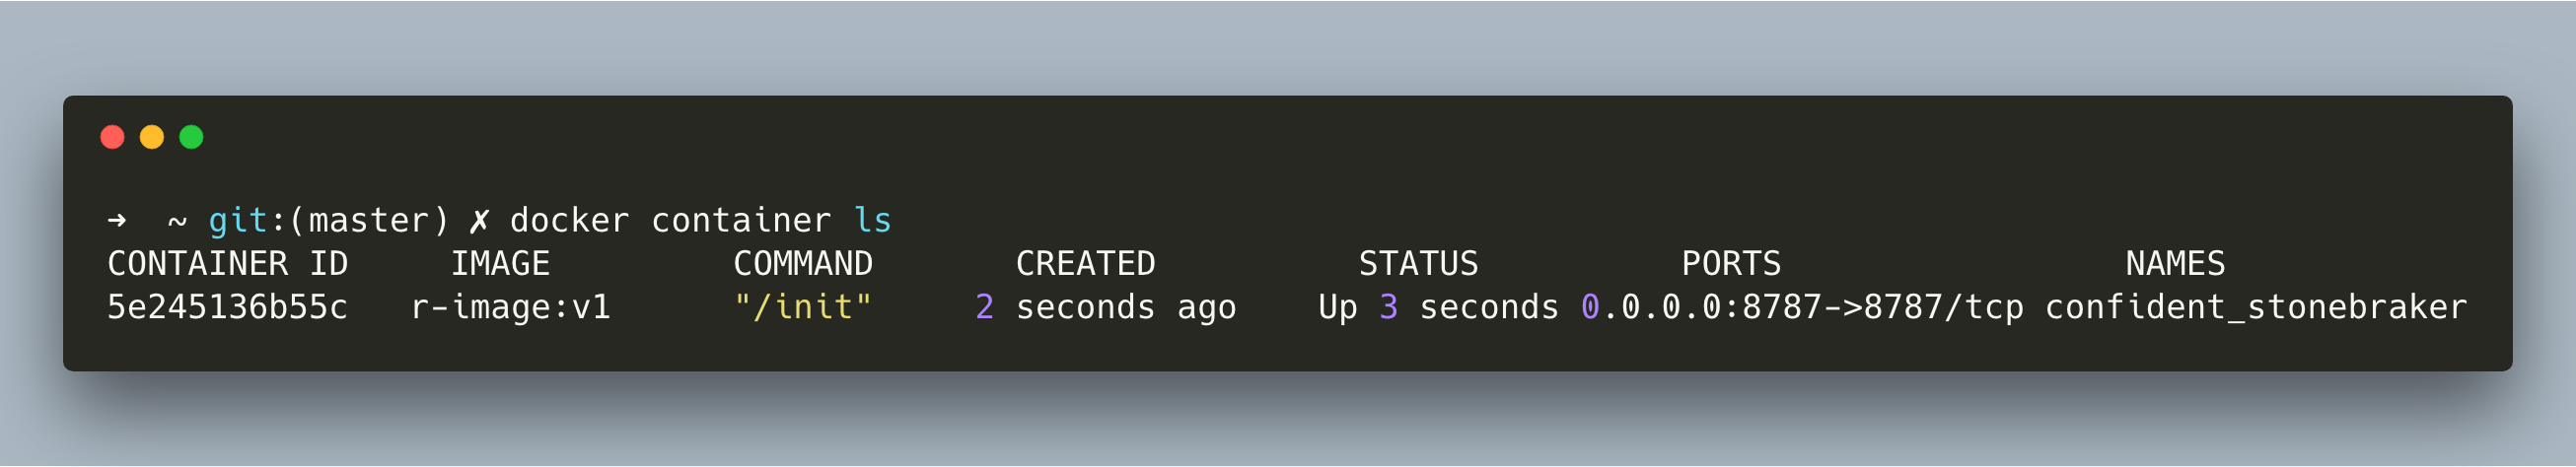 ➜  ~ git:(master) ✗ docker container ls
CONTAINER ID     IMAGE         COMMAND       CREATED          STATUS          PORTS                 NAMES
5e245136b55c   r-image:v1      "/init"     2 seconds ago    Up 3 seconds 0.0.0.0:8787->8787/tcp confident_stonebraker